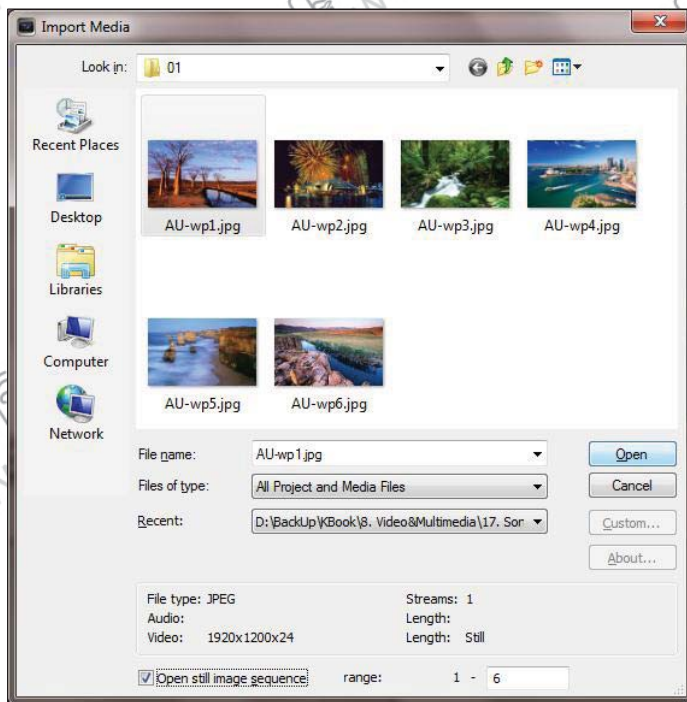 Import Media
Look in: 01
Recent Places
Desktop
Libraries
Computer
Network
AU-wp1.jpg AU-wp2.jpg AU-wp3.jpg AU-wp4.jpg
AU-wp5.jpg AU-wp6.jpg
File name: AU-wp1.jpg Open
Files of type: All Project and Media Files Cancel
Recent: D:\BackUp\KBook\8. Video&Multimedia\17. Sor Custom...
About...
File type: JPEG Streams: 1
Audio: Length:
Video: 1920x1200x24 Length: Still
Open still image sequence range: 1 - 6